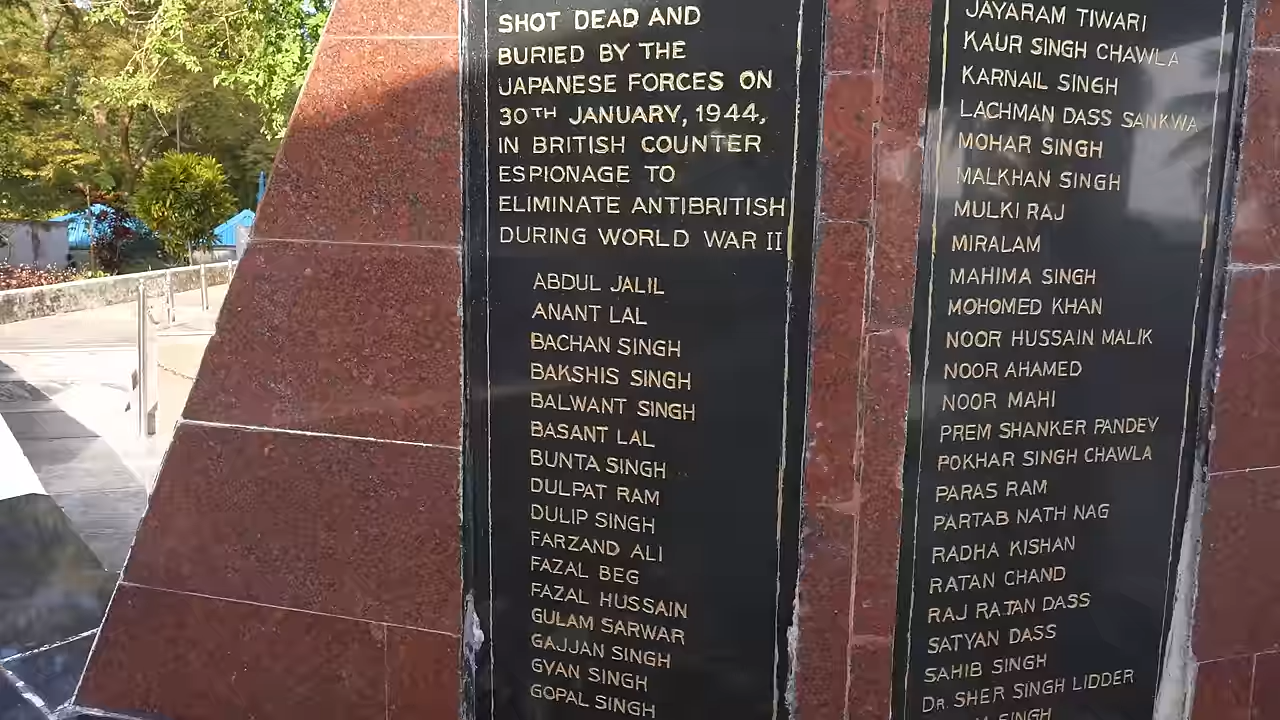 SHOT DEAD AND
BURIED BY THE
JAPANESE FORCES ON
30TH JANUARY, 1944,
IN BRITISH COUNTER
ESPIONAGE TO
ELIMINATE ANTIBRITISH
DURING WORLD WAR II
ABDUL JALIL
ANANT LAL
BACHAN SINGH
BAKSHIS SINGH
BALWANT SINGH
BASANT LAL
BUNTA SINGH
DULPAT RAM
DULIP SINGH
FARZAND ALI
FAZAL BEG
FAZAL HUSSAIN
GULAM SARWAR
GAJJAN SINGH
GYAN SINGH
GOPAL SINGH
JAYARAM TIWARI
KAUR SINGH CHAWLA
KARNAIL SINGH
LACHMAN DASS SANKWA
MOHAR SINGH
MALKHAN SINGH
MULKI RAJ
MIRALAM
MAHIMA SINGH
MOHOMED KHAN
NOOR HUSSAIN MALIK
NOOR AHAMED
NOOR MAHI
PREM SHANKER PANDEY
POKHAR SINGH CHAWLA
PARAS RAM
PARTAB NATH NAG
RADHA KISHAN
RATAN CHAND
RAJ RATAN DASS
SATYAN DASS
SAHIB SINGH
DR. SHER SINGH LIDDER
SINGH